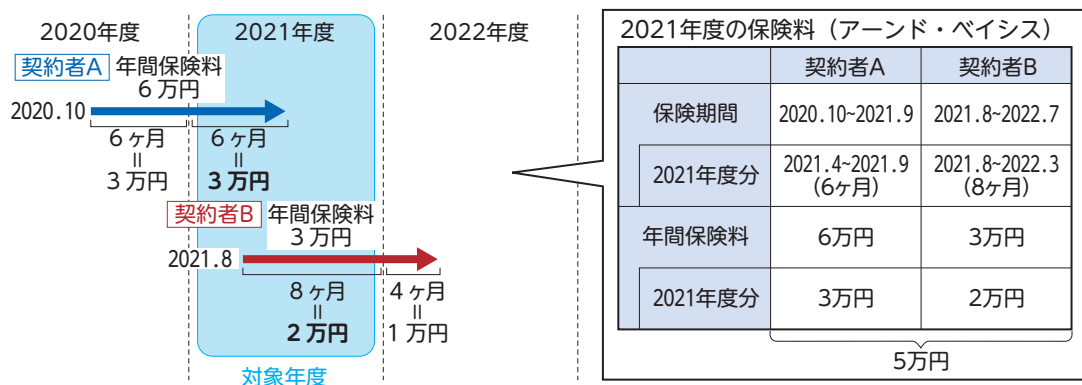 2020年度
2021年度
2022年度
契約者A 年間保険料
6万円
2020.10
6ヶ月
=
3万円
6ヶ月
=
3万円
契約者B 年間保険料
3万円
2021.8
8ヶ月
=
2万円
4ヶ月
=
1万円
対象年度
2021年度の保険料（アーンド・ベイシス）
契約者A 契約者B
保険期間 2020.10~2021.9 2021.8~2022.7
2021年度分 2021.4~2021.9 2021.8~2022.3
(6ヶ月) (8ヶ月)
年間保険料 6万円 3万円
2021年度分 3万円 2万円
5万円